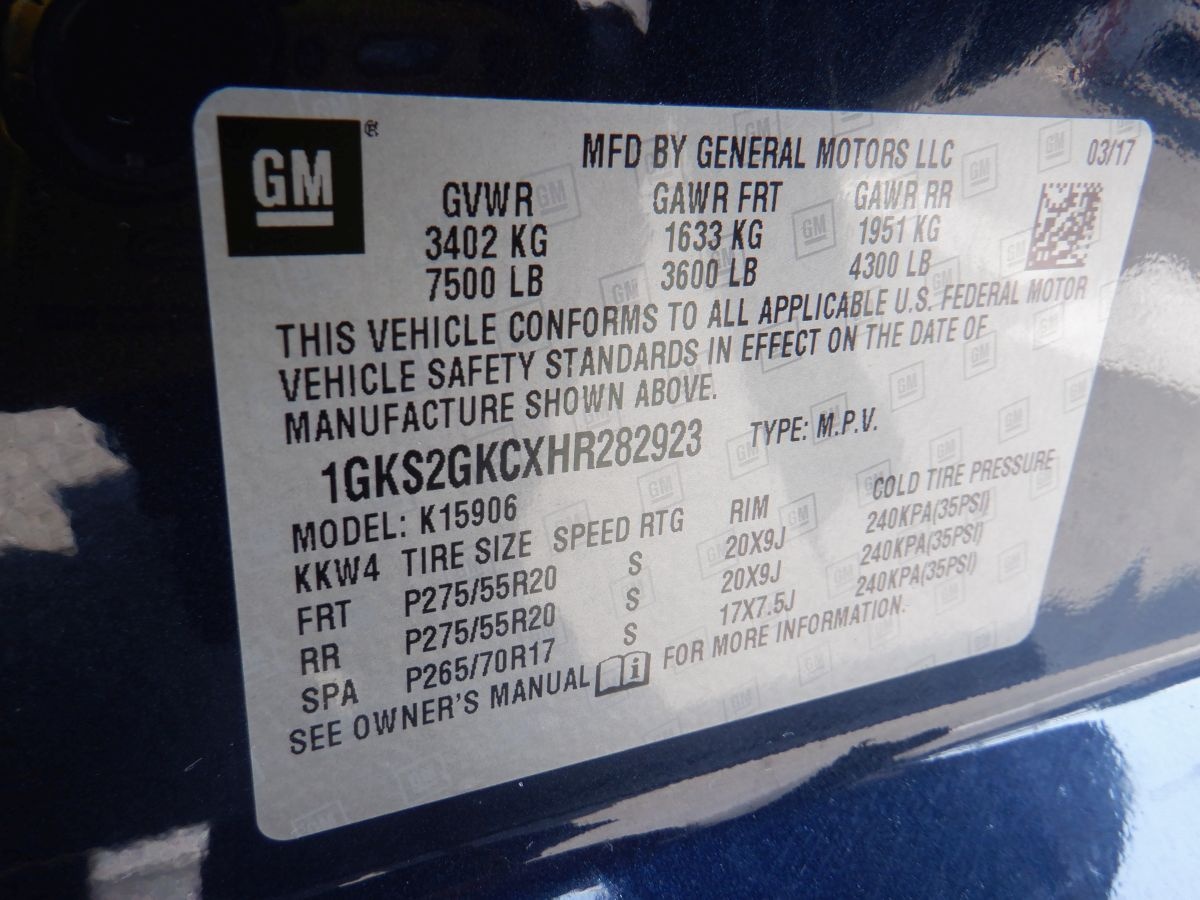 GM ®
MFD BY GENERAL MOTORS LLC 03/17
GVWR GAWR FRT GAWR RR
3402 KG 1633 KG 1951 KG
7500 LB 3600 LB 4300 LB
THIS VEHICLE CONFORMS TO ALL APPLICABLE U.S. FEDERAL MOTOR
VEHICLE SAFETY STANDARDS IN EFFECT ON THE DATE OF
MANUFACTURE SHOWN ABOVE.
1GKS2GKCXHR282923 TYPE: M.P.V.
MODEL: K15906
KKW4 TIRE SIZE SPEED RTG RIM COLD TIRE PRESSURE
FRT P275/55R20 S 20X9J 240KPA(35PSI)
RR P275/55R20 S 20X9J 240KPA(35PSI)
SPA P265/70R17 S 17X7.5J 240KPA(35PSI)
SEE OWNER'S MANUAL i FOR MORE INFORMATION.